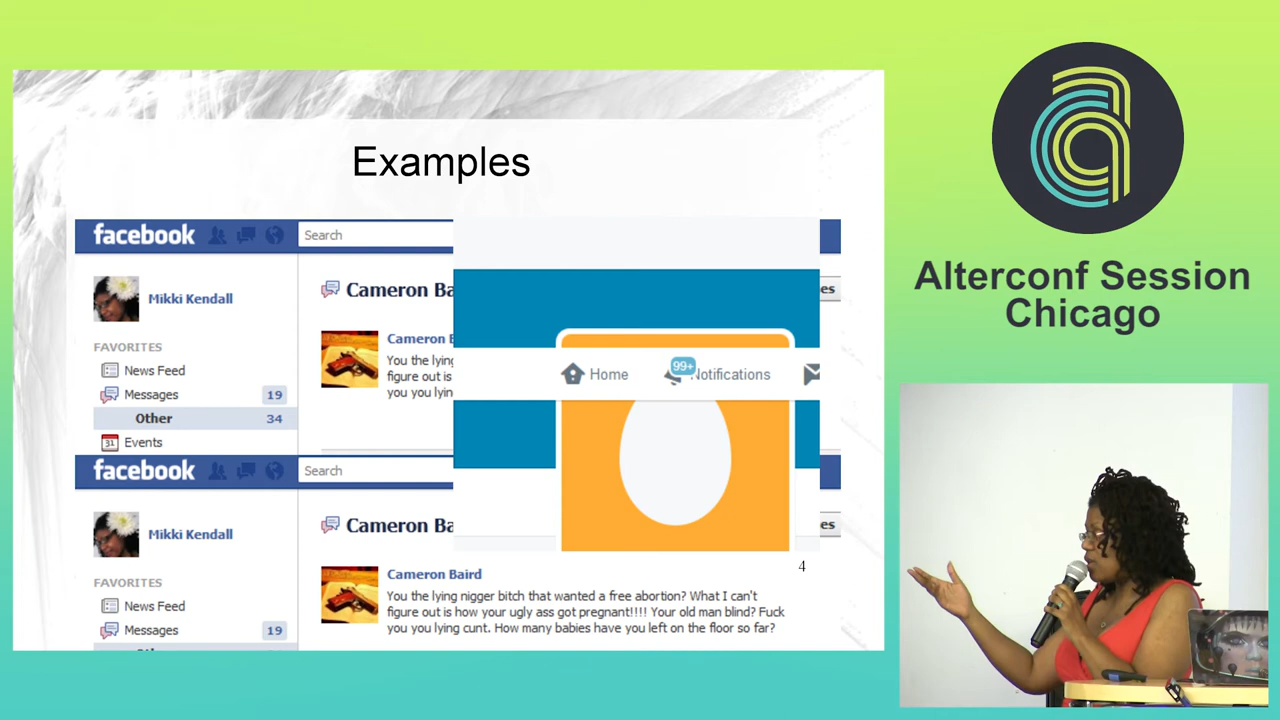 Examples
facebook
Search
Mikki Kendall
Cameron Ba
es
FAVORITES
Cameron B
News Feed
You the lying
Messages 19
figure out is
Other 34
you you lyin
Events
31
99+
Home
Notifications
facebook
Search
Mikki Kendall
Cameron Ba
es
FAVORITES
Cameron Baird
News Feed
You the lying nigger bitch that wanted a free abortion? What I can't
figure out is how your ugly ass got pregnant!!!! Your old man blind? Fuck
you you lying cunt. How many babies have you left on the floor so far?
Messages 19
4
Alterconf Session
Chicago